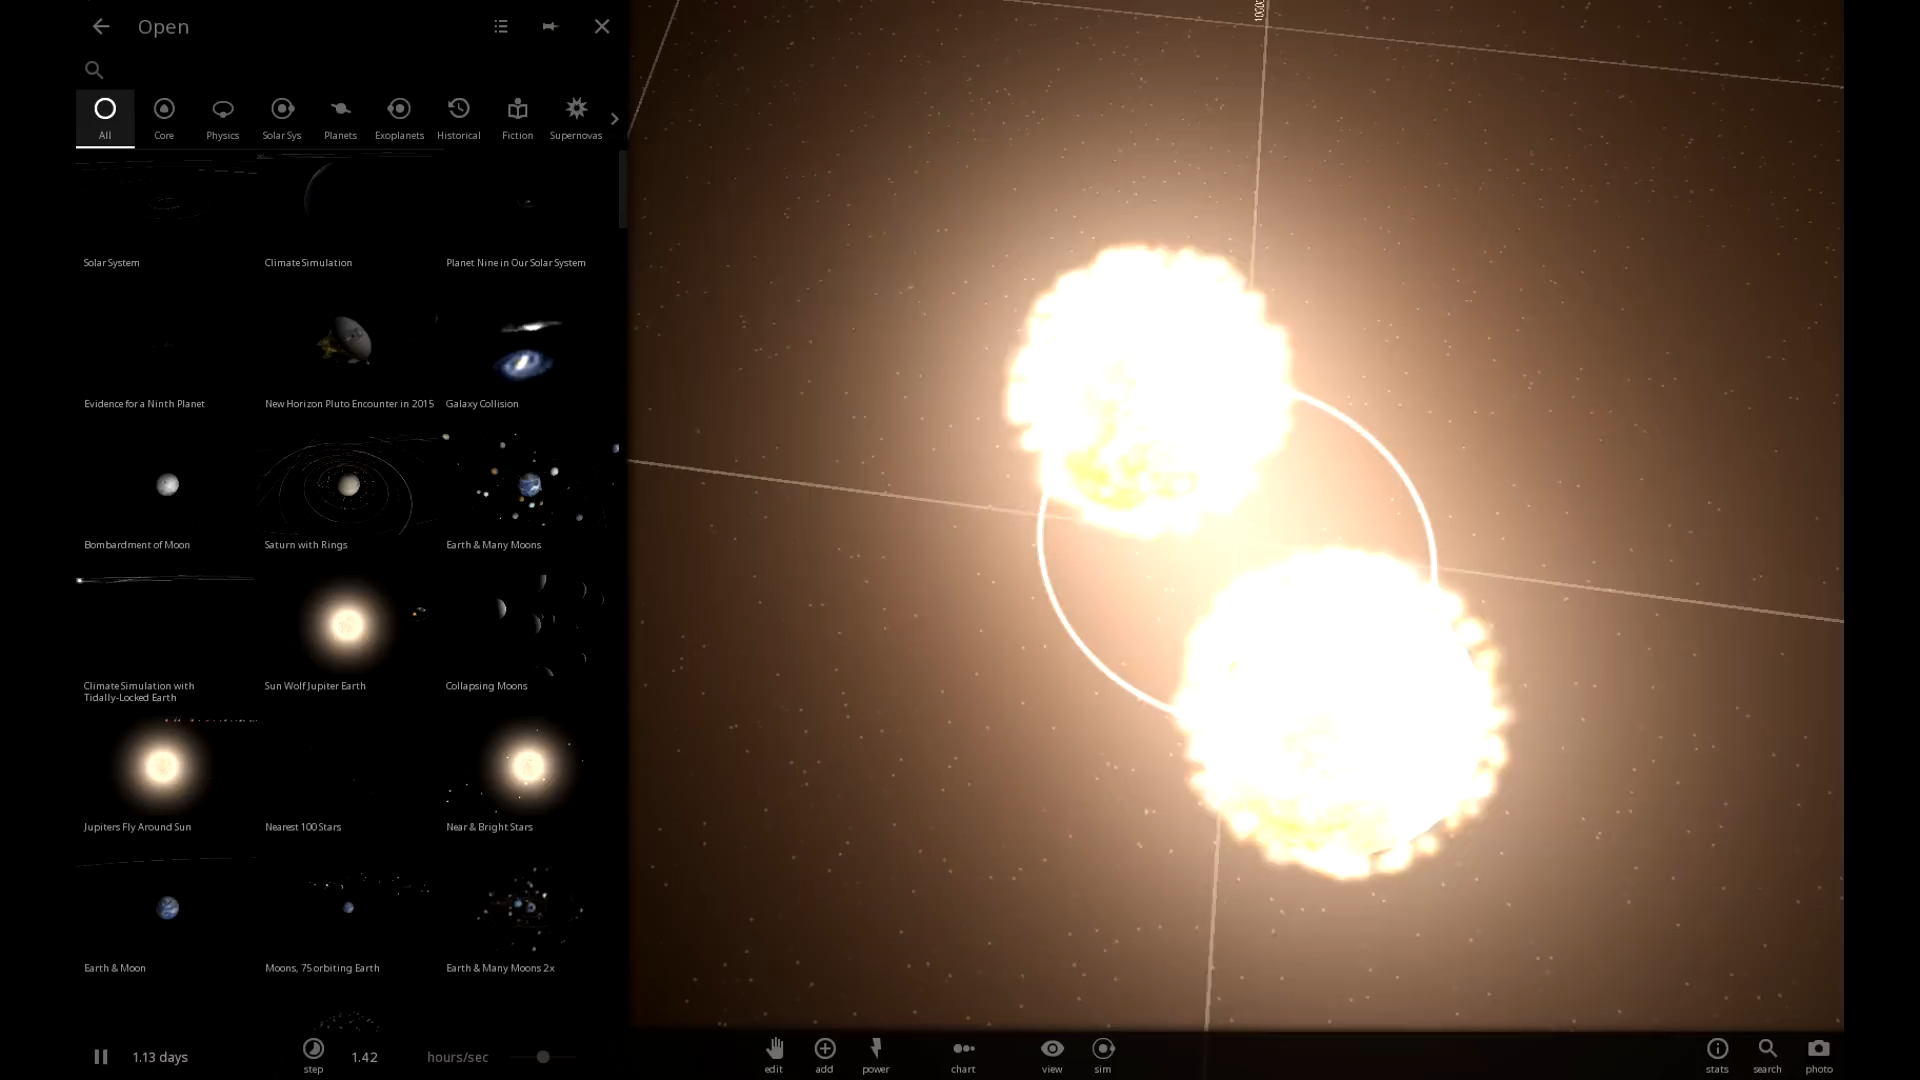 Open
All
Core
Physics
Solar Sys
Planets
Exoplanets
Historical
Fiction
Supernovas
Solar System
Climate Simulation
Planet Nine in Our Solar System
Evidence for a Ninth Planet
New Horizon Pluto Encounter in 2015
Galaxy Collision
Bombardment of Moon
Saturn with Rings
Earth & Many Moons
Climate Simulation with
Tidally-Locked Earth
Sun Wolf Jupiter Earth
Collapsing Moons
Jupiters Fly Around Sun
Nearest 100 Stars
Near & Bright Stars
Earth & Moon
Moons, 75 orbiting Earth
Earth & Many Moons 2x
1.13 days
step
1.42
hours/sec
edit
add
power
chart
view
sim
stats
search
photo